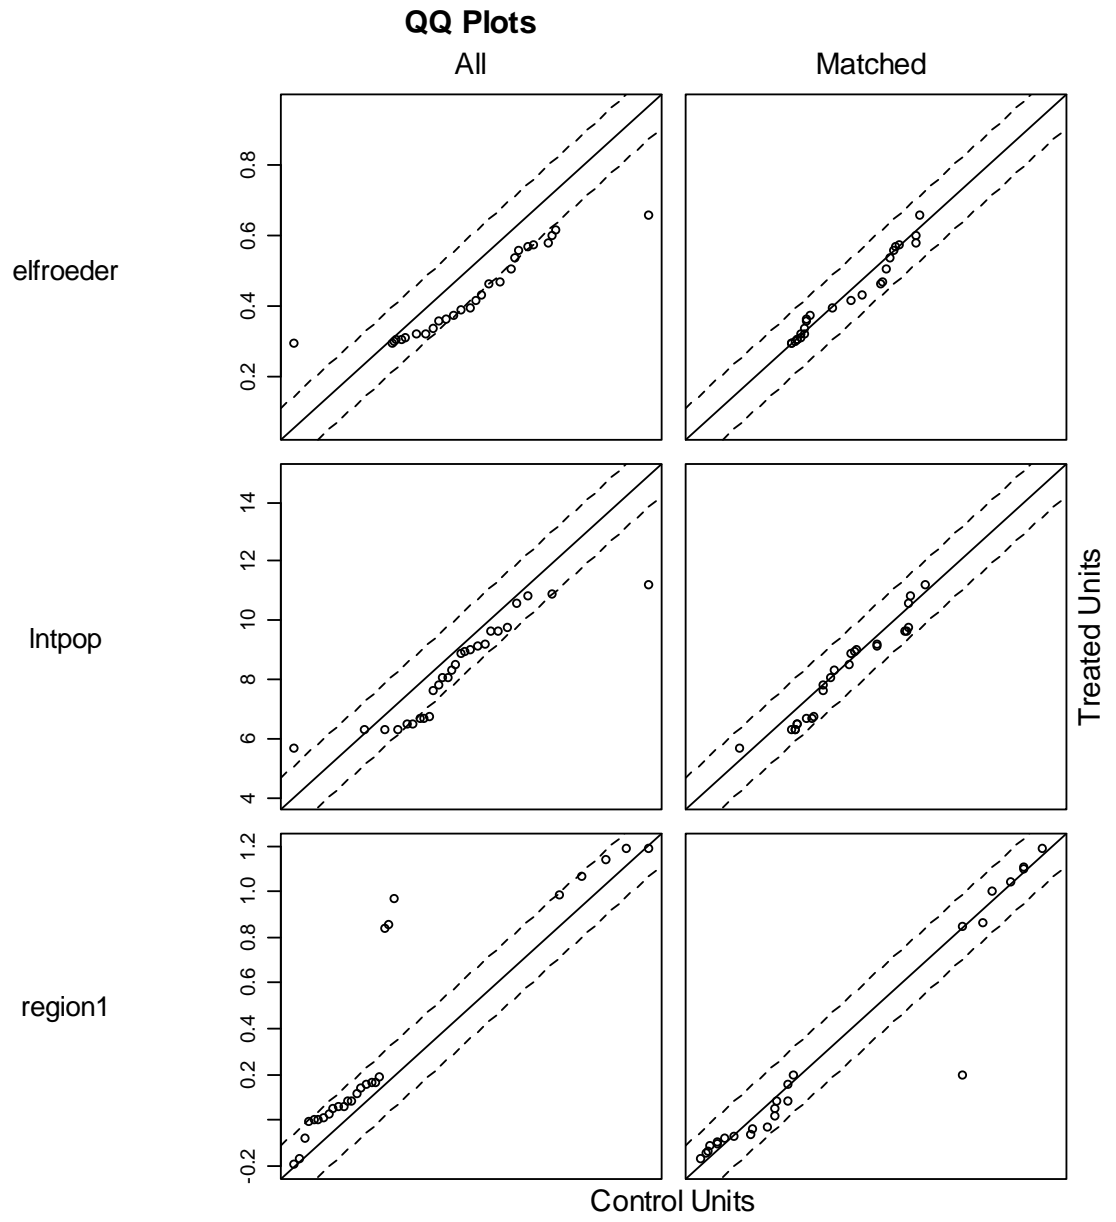 QQ Plots
All Matched
elfroeder
0.2 0.4 0.6 0.8
lntpop
4 6 8 10 12 14
region1
-0.2 0.2 0.4 0.6 0.8 1.0 1.2
Treated Units
Control Units